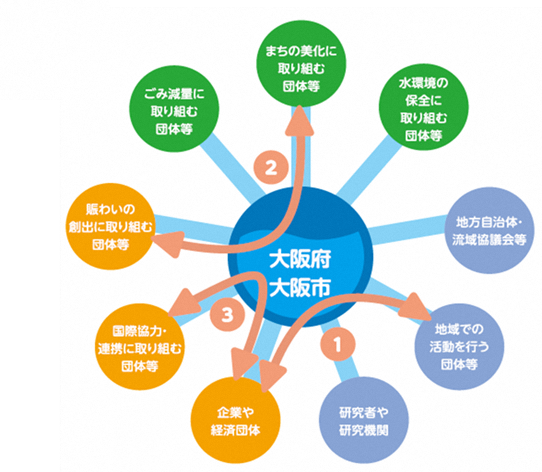 まちの美化に
取り組む
団体等
ごみ減量に
取り組む
団体等
水環境の
保全に
取り組む
団体等
2
賑わいの
創出に取り組む
団体等
地方自治体・
流域協議会等
大阪府
大阪市
3
1
国際協力・
連携に取り組む
団体等
地域での
活動を行う
団体等
企業や
経済団体
研究者や
研究機関